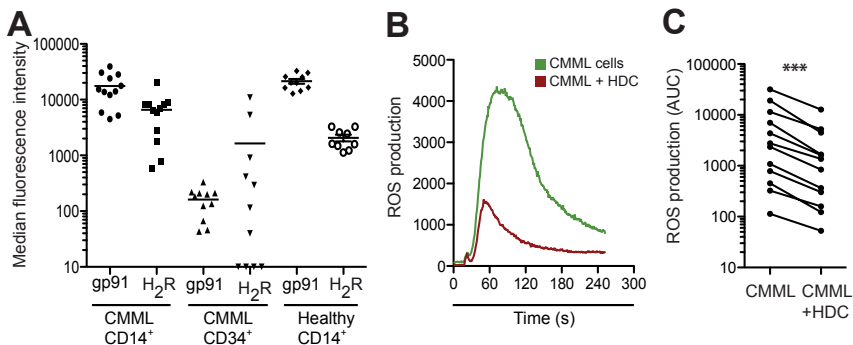 A
Median fluorescence intensity
100000
10000
1000
100
10
gp91 H2R gp91 H2R gp91 H2R
CMML CMML Healthy
CD14+ CD34+ CD14+
B
ROS production
5000
4000
3000
2000
1000
0
CMML cells
CMML + HDC
0 60 120 180 240 300
Time (s)
C
ROS production (AUC)
***
100000
10000
1000
100
10
CMML CMML
+HDC